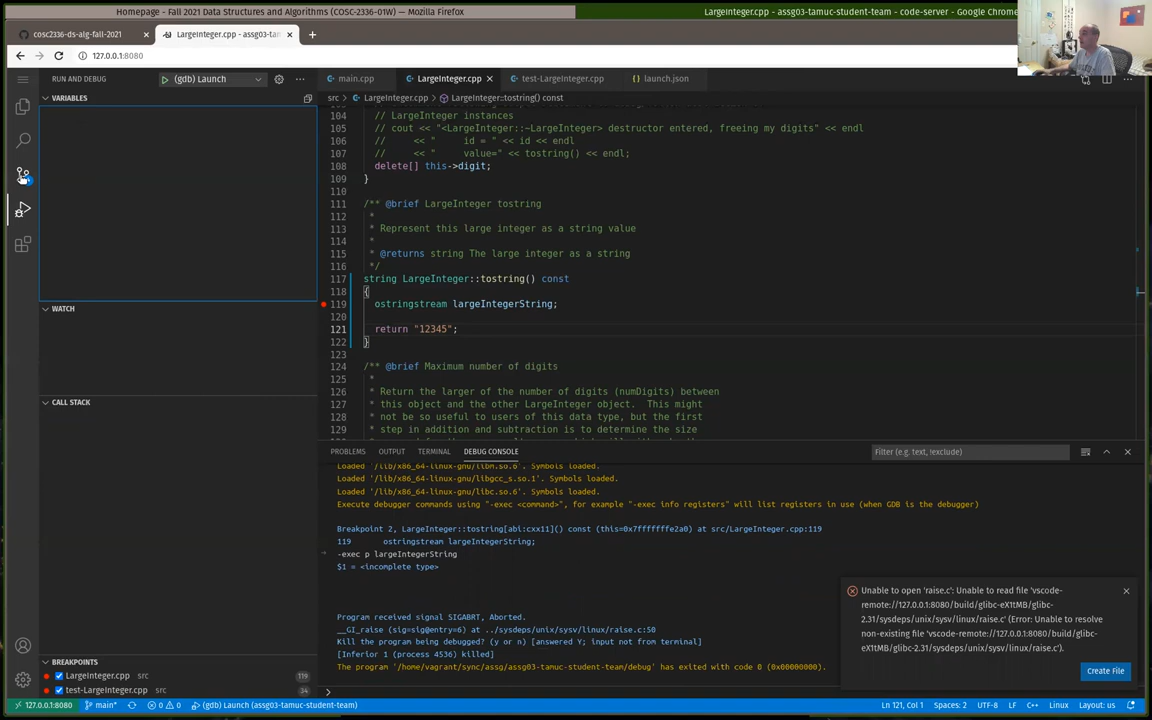 Homepage - Fall 2021 Data Structures and Algorithms (COSC-2336-01W) — Mozilla Firefox
LargeInteger.cpp - assg03-tamuc-student-team - code-server - Google Chrome
cosc2336-ds-alg-fall-2021
LargeInteger.cpp - assg03-ta
127.0.0.1:8080
RUN AND DEBUG
(gdb) Launch
main.cpp
LargeInteger.cpp
test-LargeInteger.cpp
launch.json
VARIABLES
src > LargeInteger.cpp > LargeInteger::tostring() const
104 // LargeInteger instances
105 // cout << "<LargeInteger::~LargeInteger> destructor entered, freeing my digits" << endl
106 // << " id = " << id << endl
107 // << " value=" << tostring() << endl;
108 delete[] this->digit;
109 }
110
111 /** @brief LargeInteger tostring
112 *
113 * Represent this large integer as a string value
114 *
115 * @returns string The large integer as a string
116 */
117 string LargeInteger::tostring() const
118 {
119 ostringstream largeIntegerString;
120
121 return "12345";
122 }
123
124 /** @brief Maximum number of digits
125 *
126 * Return the larger of the number of digits (numDigits) between
127 * this object and the other LargeInteger object. This might
128 * not be so useful to users of this data type, but the first
129 * step in addition and subtraction is to determine the size
WATCH
CALL STACK
BREAKPOINTS
LargeInteger.cpp src 119
test-LargeInteger.cpp src 34
PROBLEMS
OUTPUT
TERMINAL
DEBUG CONSOLE
Filter (e.g. text, !exclude)
Loaded '/lib/x86_64-linux-gnu/libm.so.6'. Symbols loaded.
Loaded '/lib/x86_64-linux-gnu/libgcc_s.so.1'. Symbols loaded.
Loaded '/lib/x86_64-linux-gnu/libc.so.6'. Symbols loaded.
Execute debugger commands using "-exec <command>", for example "-exec info registers" will list registers in use (when GDB is the debugger)
Breakpoint 2, LargeInteger::tostring[abi:cxx11]() const (this=0x7fffffffe2a0) at src/LargeInteger.cpp:119
119 ostringstream largeIntegerString;
-exec p largeIntegerString
$1 = <incomplete type>
Program received signal SIGABRT, Aborted.
__GI_raise (sig=sig@entry=6) at ../sysdeps/unix/sysv/linux/raise.c:50
Kill the program being debugged? (y or n) [answered Y; input not from terminal]
[Inferior 1 (process 4536) killed]
The program '/home/vagrant/sync/assg/assg03-tamuc-student-team/debug' has exited with code 0 (0x00000000).
Unable to open 'raise.c': Unable to read file 'vscode-
remote://127.0.0.1:8080/build/glibc-eX1tMB/glibc-
2.31/sysdeps/unix/sysv/linux/raise.c' (Error: Unable to resolve
non-existing file 'vscode-remote://127.0.0.1:8080/build/glibc-
eX1tMB/glibc-2.31/sysdeps/unix/sysv/linux/raise.c').
Create File
127.0.0.1:8080
main*
0
0
(gdb) Launch (assg03-tamuc-student-team)
Ln 121, Col 1
Spaces: 2
UTF-8
LF
C++
Linux
Layout: us